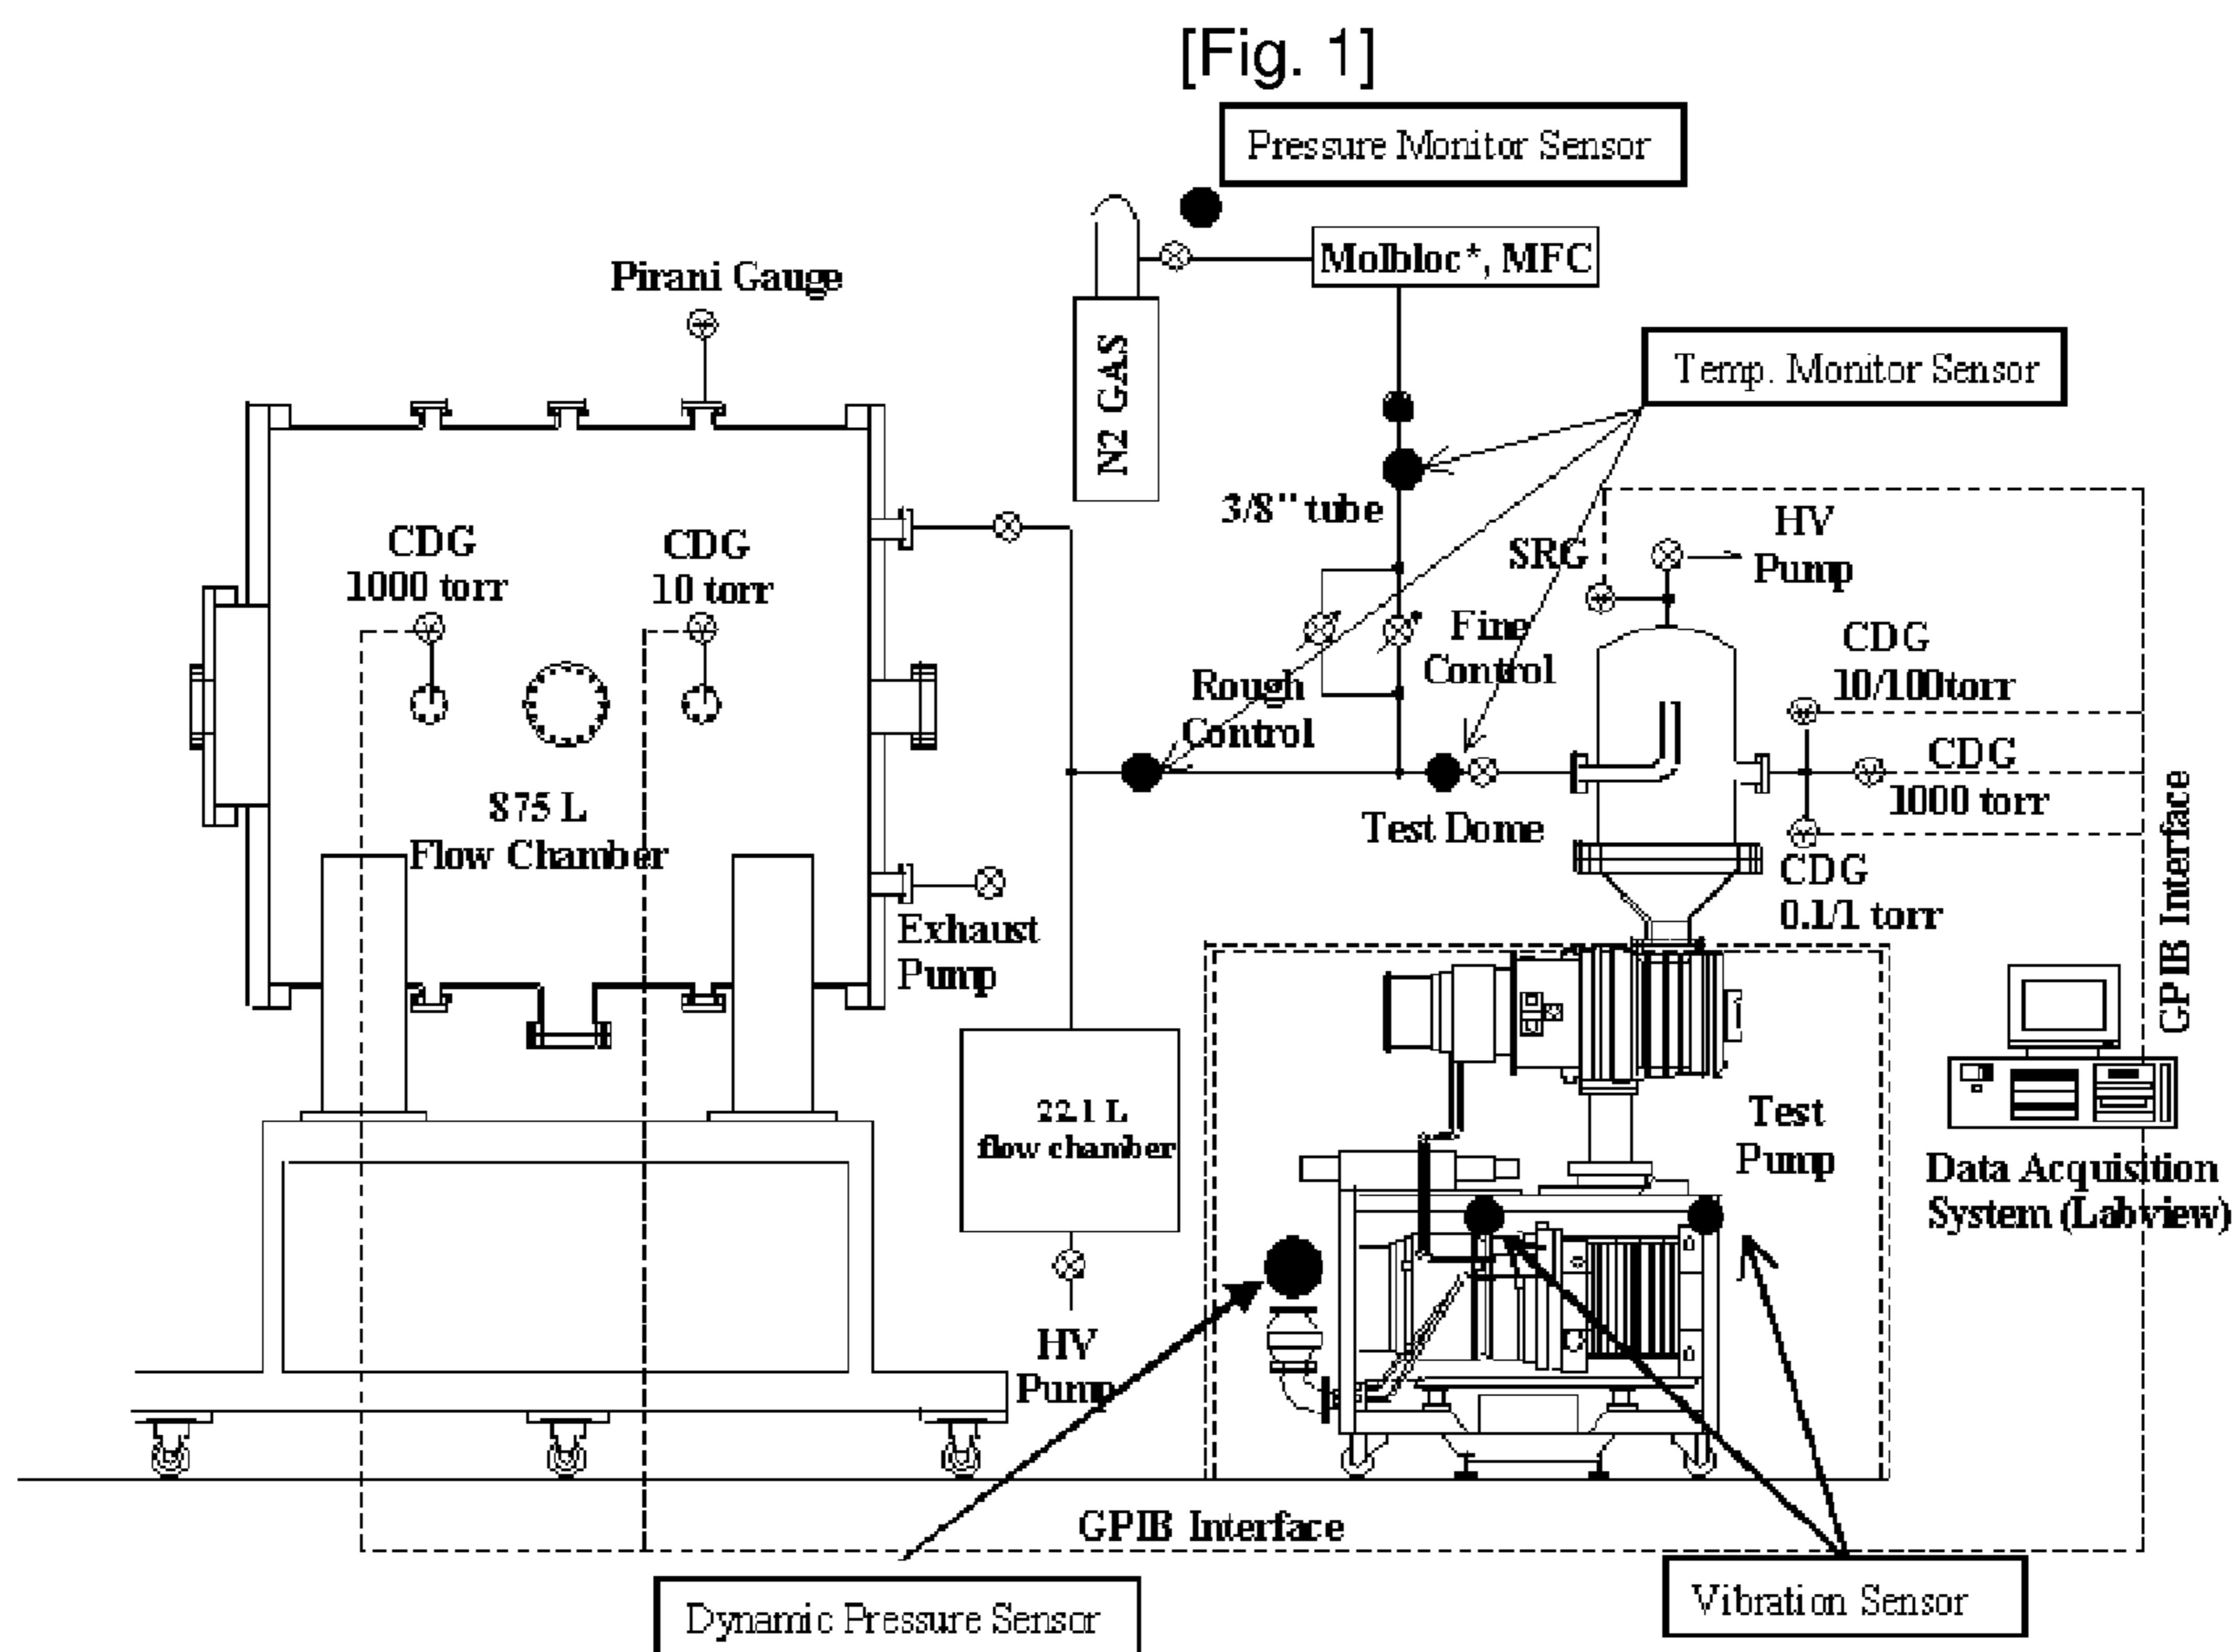 [Fig. 1]
Pressure Monitor Sensor
Pirani Gauge
Molbloc*, MFC
N2 GAS
Temp. Monitor Sensor
3/8" tube
CDG
1000 torr
CDG
10 torr
SRG
HV
Pump
Fine
Control
Rough
Control
CDG
10/100torr
CDG
1000 torr
CDG
0.1/1 torr
875 L
Flow Chamber
Test Dome
GPIB Interface
Exhaust
Pump
22.1 L
flow chamber
Test
Pump
Data Acquisition
System (Labview)
HV
Pump
GPIB Interface
Dynamic Pressure Sensor
Vibration Sensor